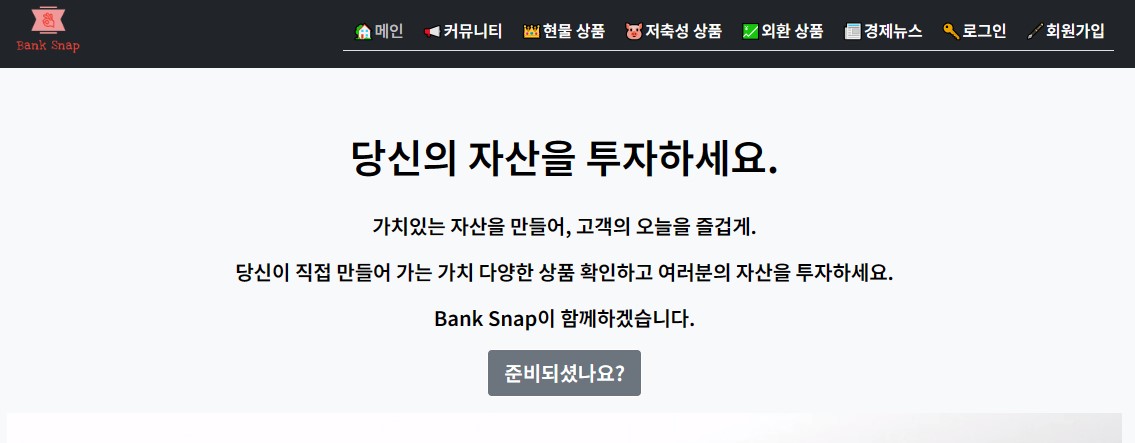 Bank Snap
메인 커뮤니티 현물 상품 저축성 상품 외환 상품 경제뉴스 로그인 회원가입
당신의 자산을 투자하세요.
가치있는 자산을 만들어, 고객의 오늘을 즐겁게.
당신이 직접 만들어 가는 가치 다양한 상품 확인하고 여러분의 자산을 투자하세요.
Bank Snap이 함께하겠습니다.
준비되셨나요?